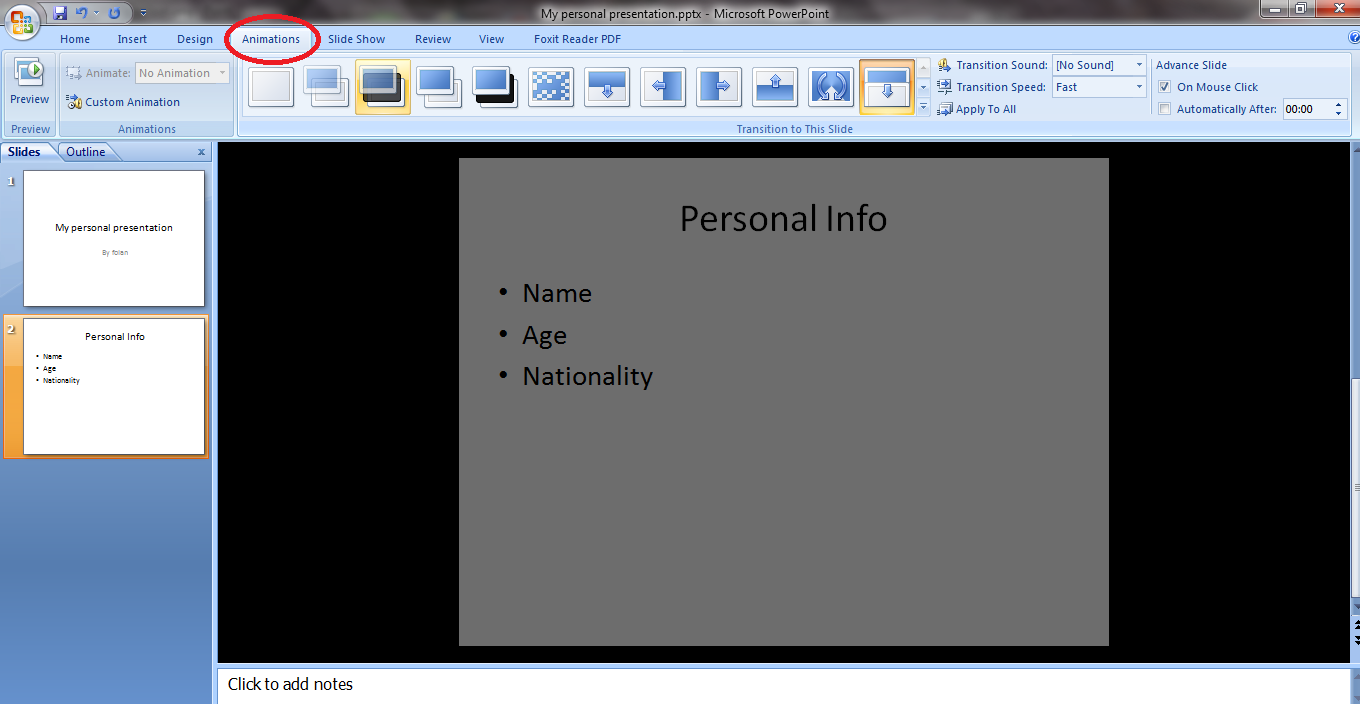 My personal presentation.pptx - Microsoft PowerPoint
Home Insert Design Animations Slide Show Review View Foxit Reader PDF
Preview
Animate: No Animation
Custom Animation
Transition Sound: [No Sound]
Transition Speed: Fast
Apply To All
Advance Slide
On Mouse Click
Automatically After: 00:00
Preview Animations Transition to This Slide
Slides Outline x
1
My personal presentation
By folan
2
Personal Info
• Name
• Age
• Nationality
Personal Info
• Name
• Age
• Nationality
Click to add notes